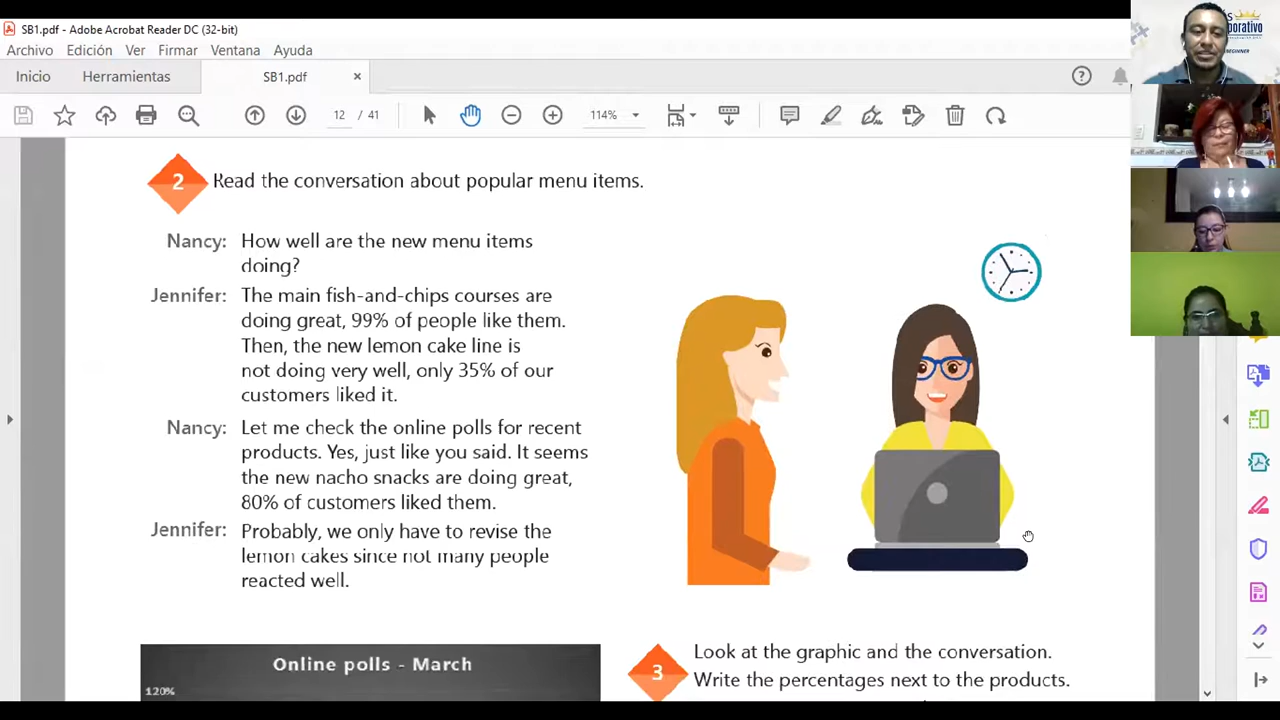 SB1.pdf - Adobe Acrobat Reader DC (32-bit)
Archivo Edición Ver Firmar Ventana Ayuda
Inicio Herramientas SB1.pdf ×
12 / 41 114%
2 Read the conversation about popular menu items.
Nancy: How well are the new menu items
doing?
Jennifer: The main fish-and-chips courses are
doing great, 99% of people like them.
Then, the new lemon cake line is
not doing very well, only 35% of our
customers liked it.
Nancy: Let me check the online polls for recent
products. Yes, just like you said. It seems
the new nacho snacks are doing great,
80% of customers liked them.
Jennifer: Probably, we only have to revise the
lemon cakes since not many people
reacted well.
Online polls - March
120%
3 Look at the graphic and the conversation.
Write the percentages next to the products.